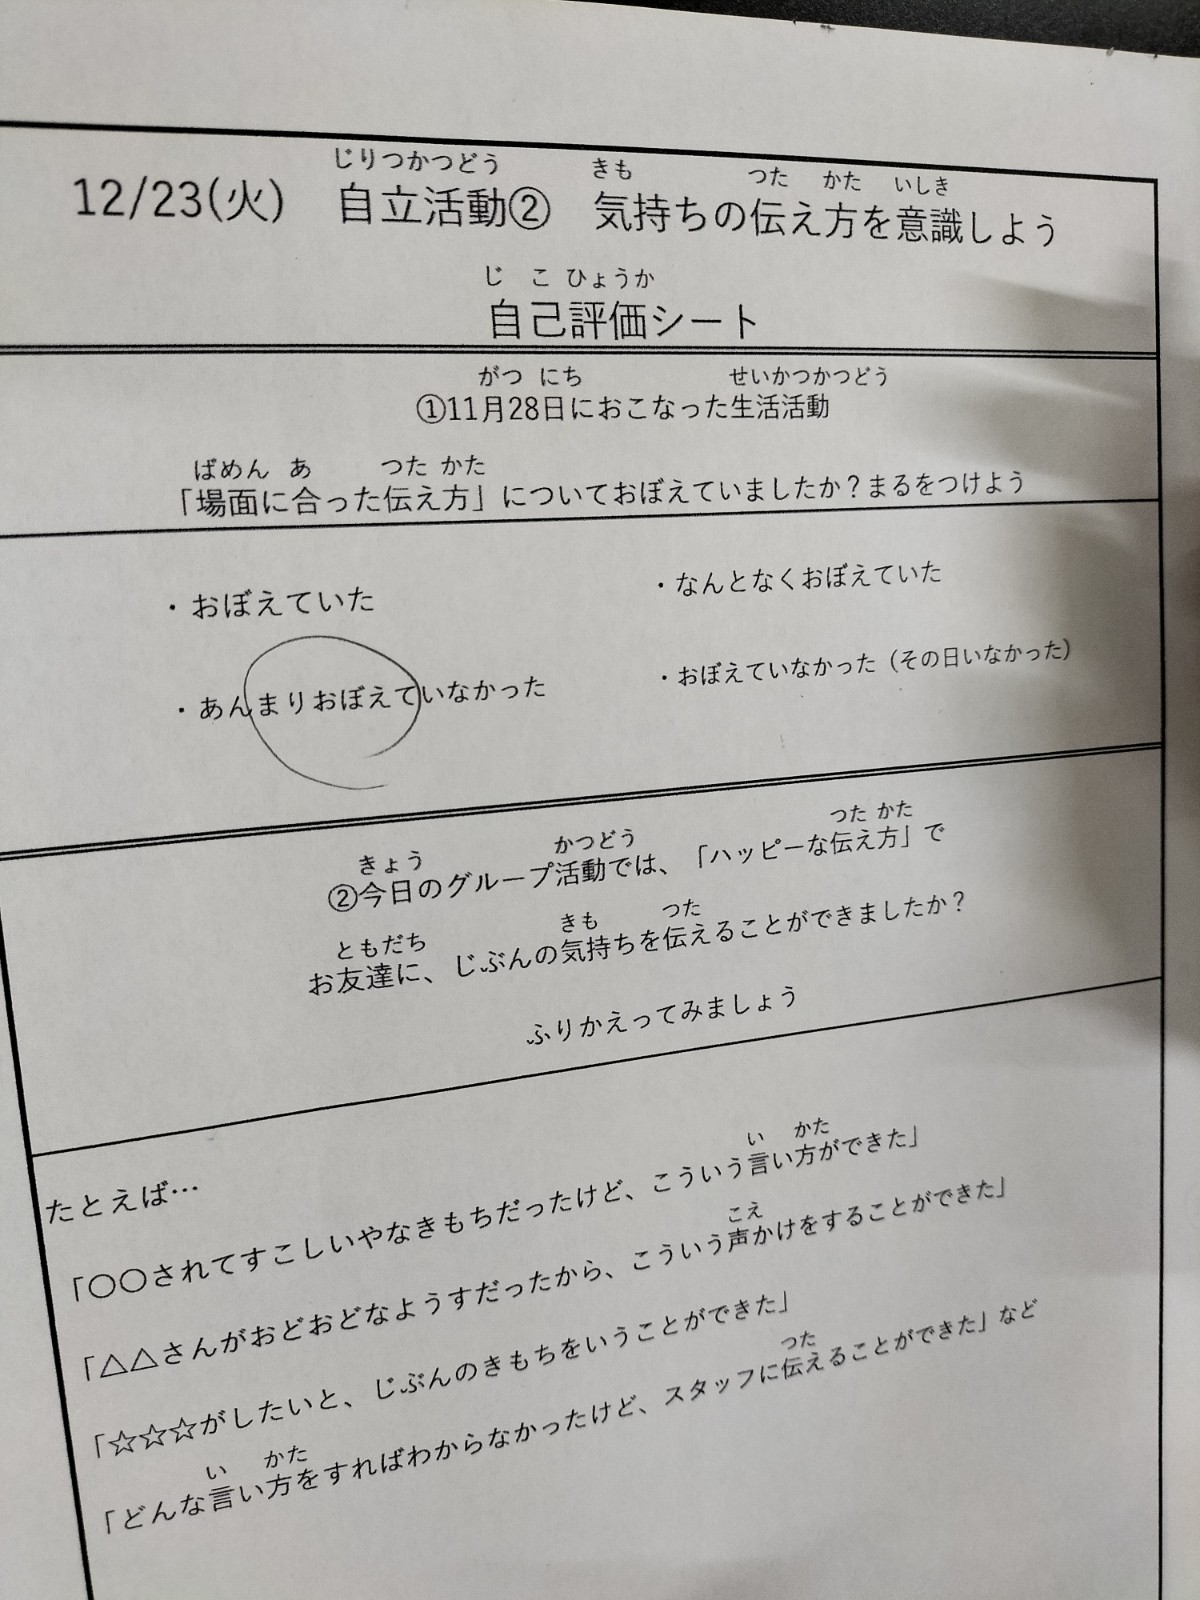 じりつかつどう きも つた かた いしき
12/23(火) 自立活動② 気持ちの伝え方を意識しよう
じ こ ひょうか
自己評価シート
がつ にち せいかつかつどう
①11月28日におこなった生活活動
ばめん あ つた かた
「場面に合った伝え方」についておぼえていましたか？まるをつけよう
・おぼえていた ・なんとなくおぼえていた
・あんまりおぼえていなかった ・おぼえていなかった（その日いなかった）
きょう かつどう つた かた
②今日のグループ活動では、「ハッピーな伝え方」で
ともだち きも つた
お友達に、じぶんの気持ちを伝えることができましたか？
ふりかえってみましょう
たとえば…
い かた
「〇〇されてすこしいやなきもちだったけど、こういう言い方ができた」
こえ
「△△さんがおどおどなようすだったから、こういう声かけをすることができた」
「☆☆☆がしたいと、じぶんのきもちをいうことができた」
い かた つた
「どんな言い方をすればわからなかったけど、スタッフに伝えることができた」など